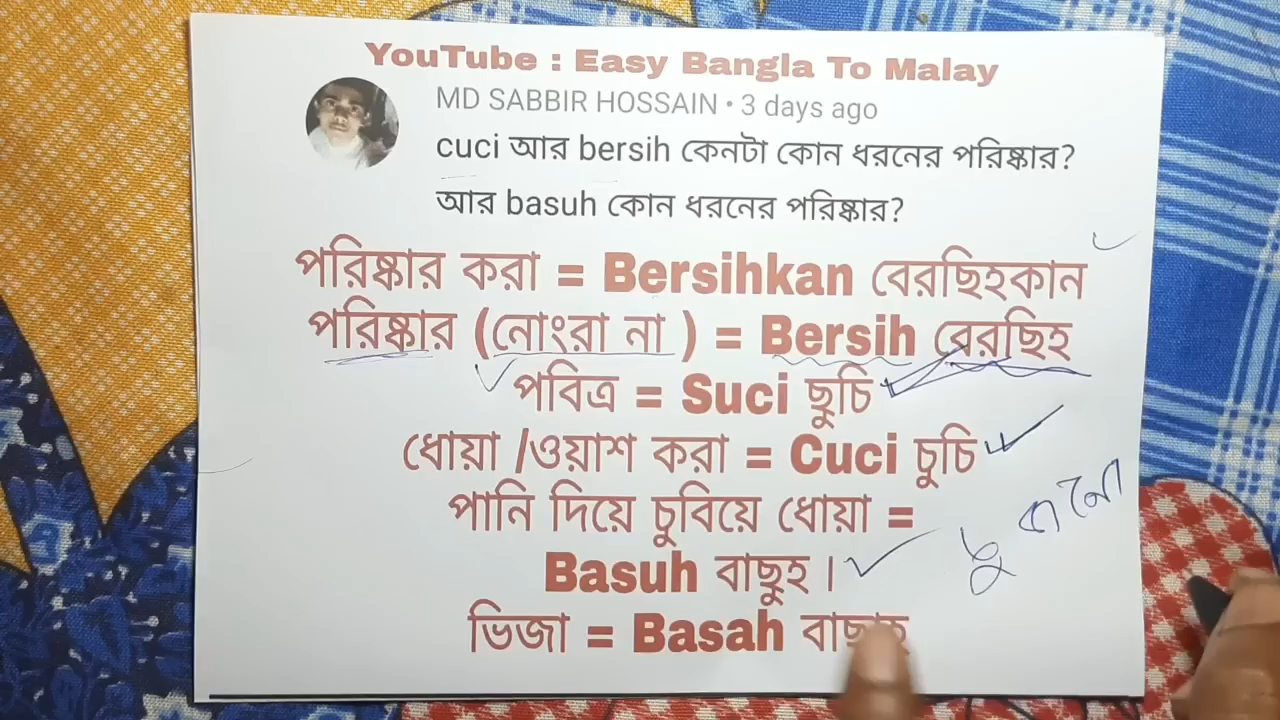 YouTube : Easy Bangla To Malay
MD SABBIR HOSSAIN • 3 days ago
cuci আর bersih কেনটা কোন ধরনের পরিষ্কার?
আর basuh কোন ধরনের পরিষ্কার?
পরিষ্কার করা = Bersihkan বেরছিহকান
পরিষ্কার (নোংরা না ) = Bersih বেরছিহ
পবিত্র = Suci ছুচি
ধোয়া /ওয়াশ করা = Cuci চুচি
পানি দিয়ে চুবিয়ে ধোয়া =
Basuh বাছুহ।
ভিজা = Basah